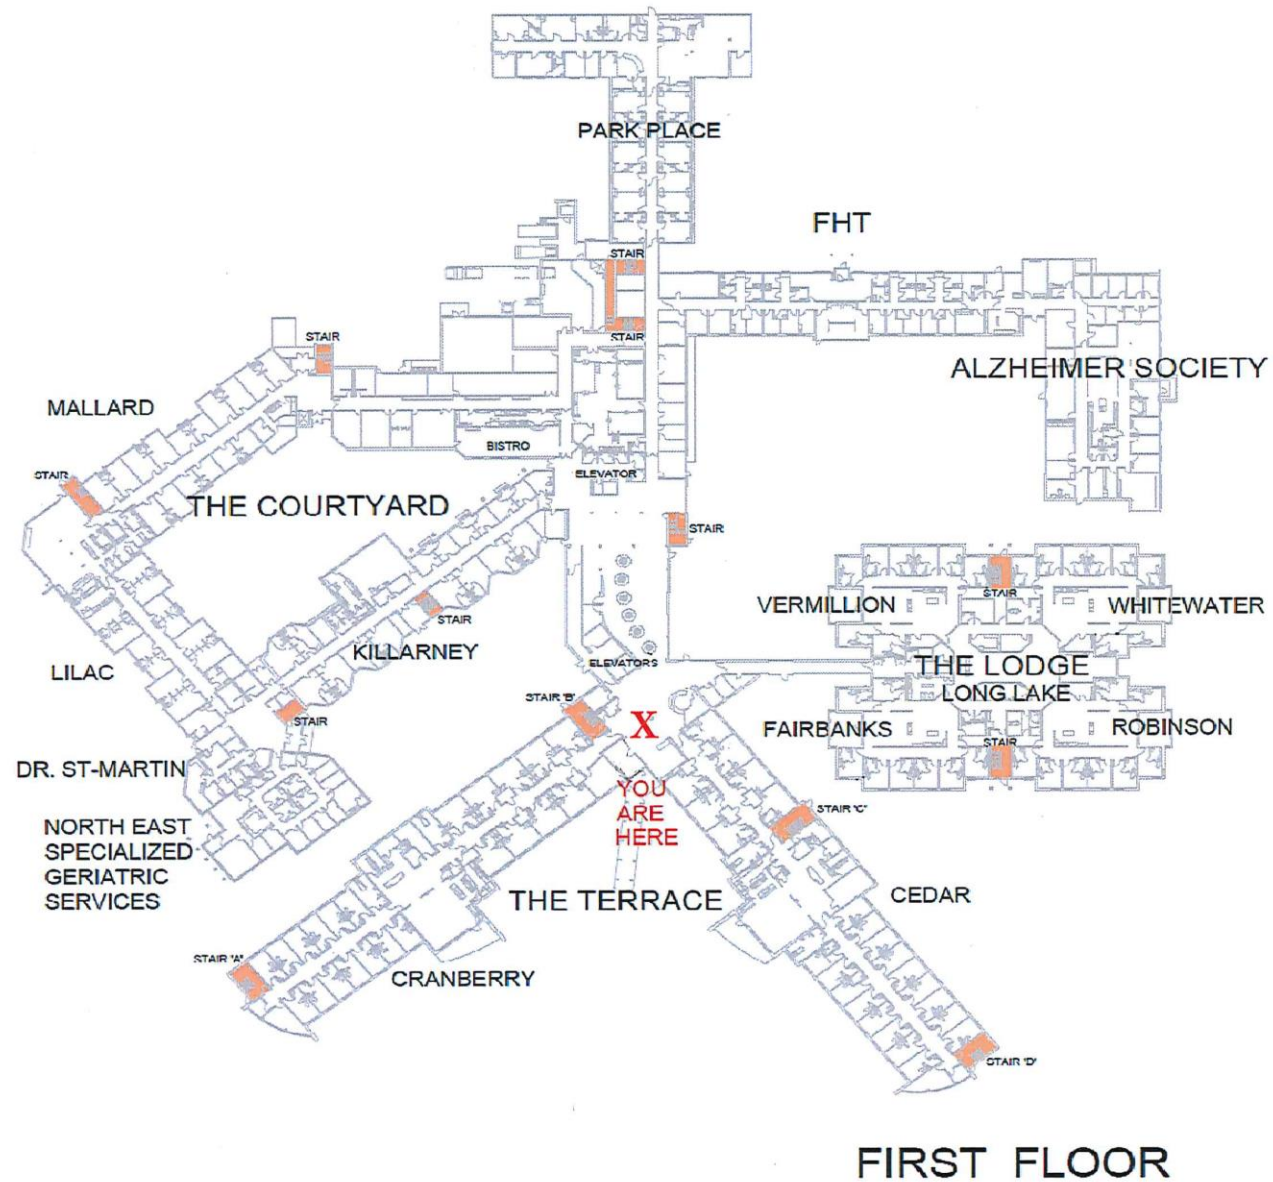 PARK PLACE
FHT
STAIR
STAIR
STAIR
ALZHEIMER SOCIETY
MALLARD
BISTRO
STAIR
ELEVATOR
THE COURTYARD
STAIR
STAIR
VERMILLION
WHITEWATER
STAIR
KILLARNEY
LILAC
ELEVATORS
THE LODGE
LONG LAKE
STAIR 'B'
STAIR
FAIRBANKS
ROBINSON
STAIR
X
DR. ST-MARTIN
YOU
ARE
HERE
NORTH EAST
SPECIALIZED
GERIATRIC
SERVICES
STAIR "C"
THE TERRACE
CEDAR
STAIR "A"
CRANBERRY
STAIR 'D'
FIRST FLOOR